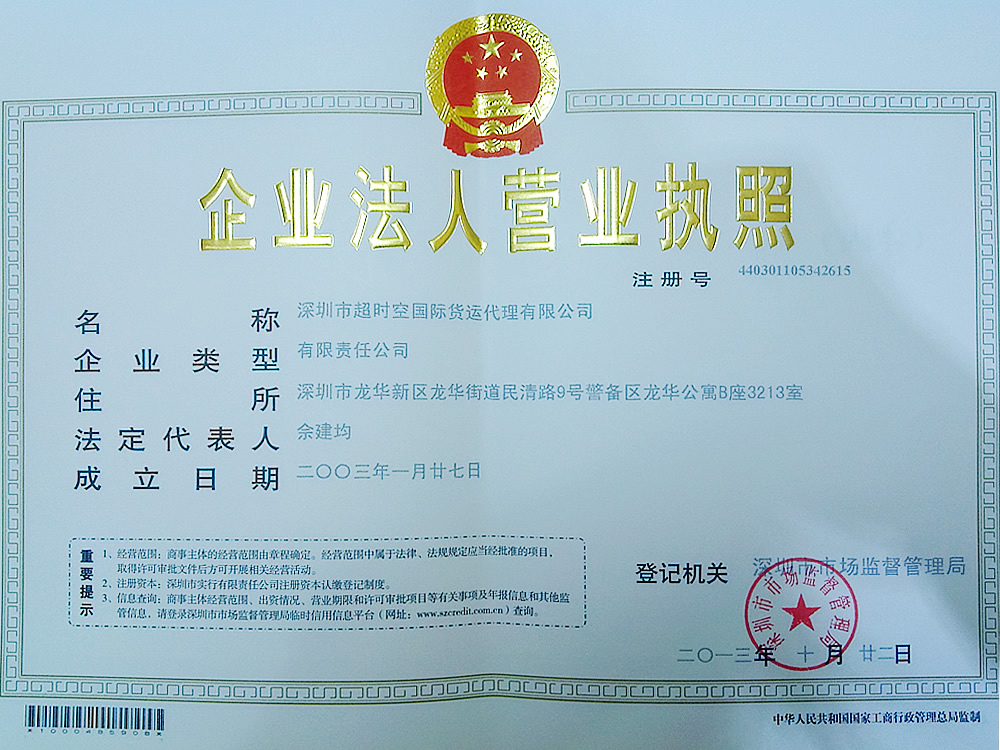 企业法人营业执照
注册号 440301105342615
名称 深圳市超时空国际货运代理有限公司
企业类型 有限责任公司
住所 深圳市龙华新区龙华街道民清路9号警备区龙华公寓B座3213室
法定代表人 佘建均
成立日期 二〇〇三年一月廿七日
重要提示
1、经营范围：商事主体的经营范围由章程确定。经营范围中属于法律、法规规定应当经批准的项目，
取得许可审批文件后方可开展相关经营活动。
2、注册资本：深圳市实行有限责任公司注册资本认缴登记制度。
3、信息查询：商事主体经营范围、出资情况、营业期限和许可审批项目等有关事项及年报信息和其他监
管信息，请登录深圳市市场监督管理局临时信用信息平台（网址：www.szcredit.com.cn）查询。
登记机关 深圳市市场监督管理局
深圳市市场监督管理局
二〇一三年十月廿二日
中华人民共和国国家工商行政管理总局监制